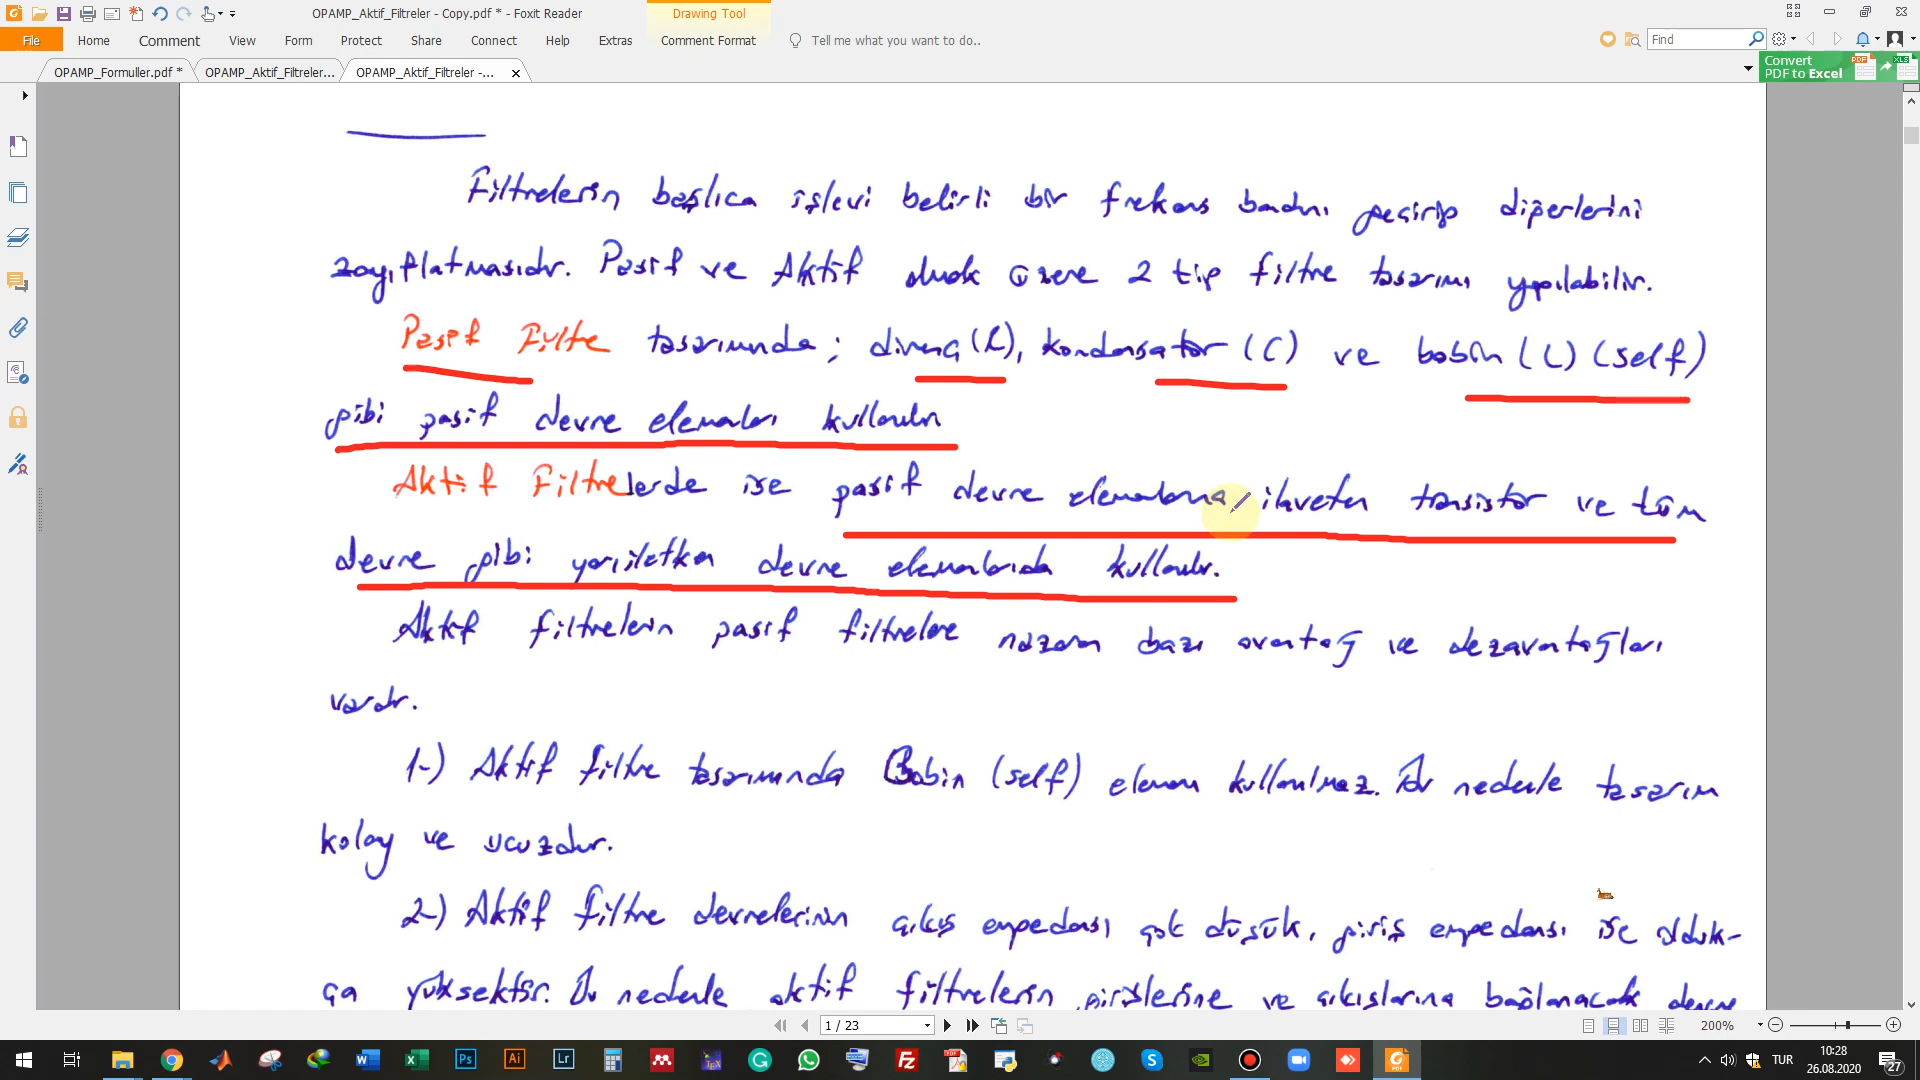 OPAMP_Aktif_Filtreler - Copy.pdf * - Foxit Reader
Drawing Tool
File Home Comment View Form Protect Share Connect Help Extras Comment Format Tell me what you want to do.. Find
OPAMP_Formuller.pdf * OPAMP_Aktif_Filtreler... OPAMP_Aktif_Filtreler -...
Convert
PDF to Excel
Filtrelerin başlıca işlevi belirli bir frekans bandını geçirip diğerlerini
zayıflatmasıdır. Pasif ve Aktif olmak üzere 2 tip filtre tasarımı yapılabilir.
Pasif Filtre tasarımında; direnç (R), kondansatör (C) ve bobin (L) (self)
gibi pasif devre elemanları kullanılır
Aktif Filtrelerde ise pasif devre elemanlarına ilaveten transistör ve tüm
devre gibi yarıiletken devre elemanlarıda kullanılır.
Aktif filtrelerin pasif filtrelere nazaran bazı avantaj ve dezavantajları
vardır.
1-) Aktif filtre tasarımında Bobin (self) elemanı kullanılmaz. Bu nedenle tasarım
kolay ve ucuzdur.
2-) Aktif filtre devrelerinin çıkış empedansı çok düşük, giriş empedansı ise olduk-
ça yüksektir. Bu nedenle aktif filtrelerin girişlerine ve çıkışlarına bağlanacak devre
1 / 23
200%
TUR
10:28
26.08.2020
27